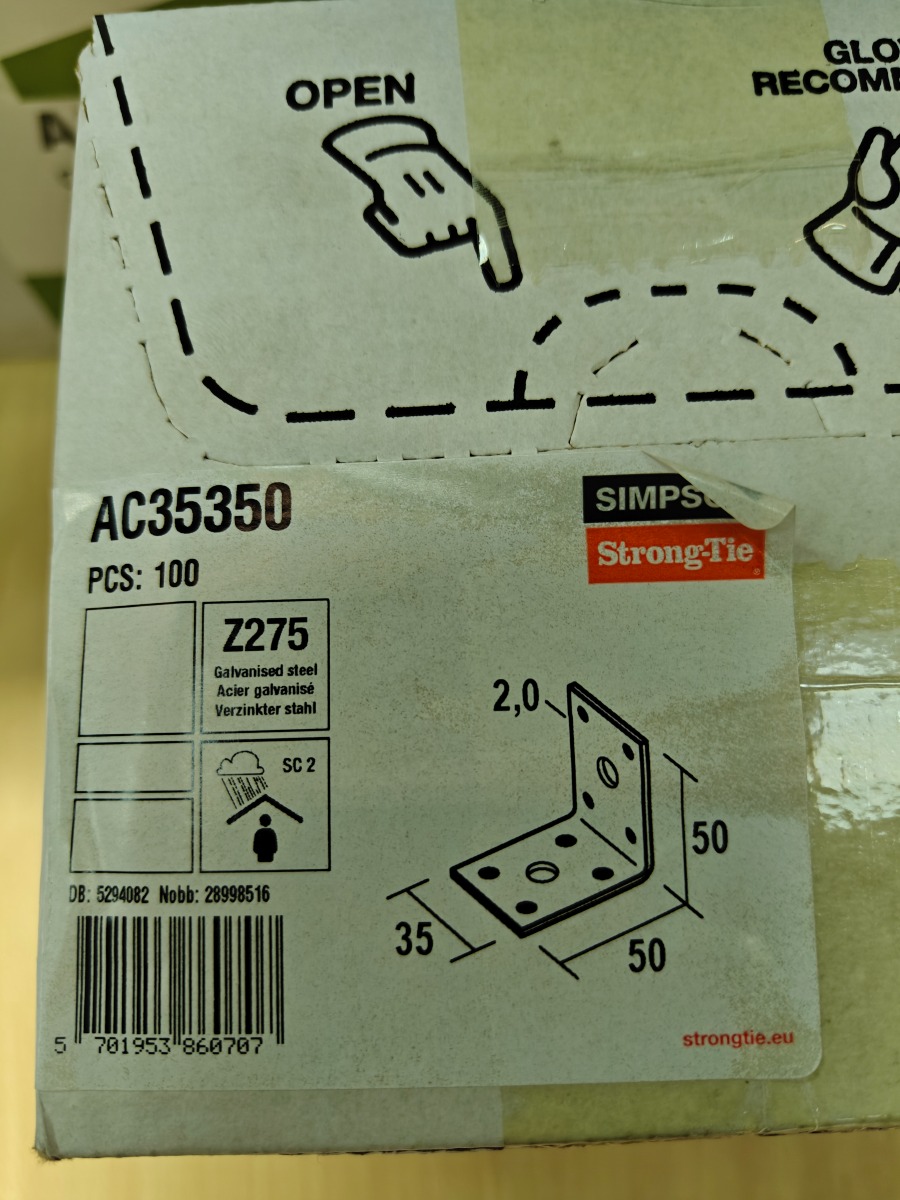 OPEN
AC35350
PCS: 100
SIMPS
Strong-Tie
®
Z275
Galvanised steel
Acier galvanisé
Verzinkter stahl
SC 2
2,0
50
35
50
DB: 5294082 Nobb: 28998516
5 701953 860707
strongtie.eu